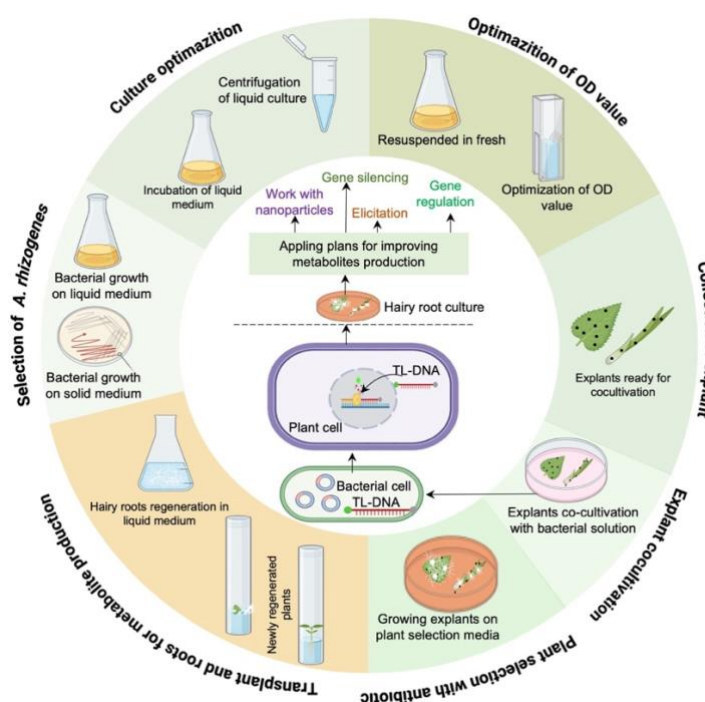 Culture optimazition
Centrifugation
of liquid culture
Incubation of liquid
medium
Optimazition of OD value
Resuspended in fresh
Optimization of OD
value
Explants ready for
cocultivation
Explant cocultivation
Explants co-cultivation
with bacterial solution
Plant selection with antibiotic
Growing explants on
plant selection media
Transplant and roots for metabolite production
Hairy roots regeneration in
liquid medium
Newly regenerated
plants
Selection of A. rhizogenes
Bacterial growth
on liquid medium
Bacterial growth
on solid medium
Gene silencing
Work with
nanoparticles
Elicitation
Gene
regulation
Appling plans for improving
metabolites production
Hairy root culture
TL-DNA
Plant cell
Bacterial cell
TL-DNA